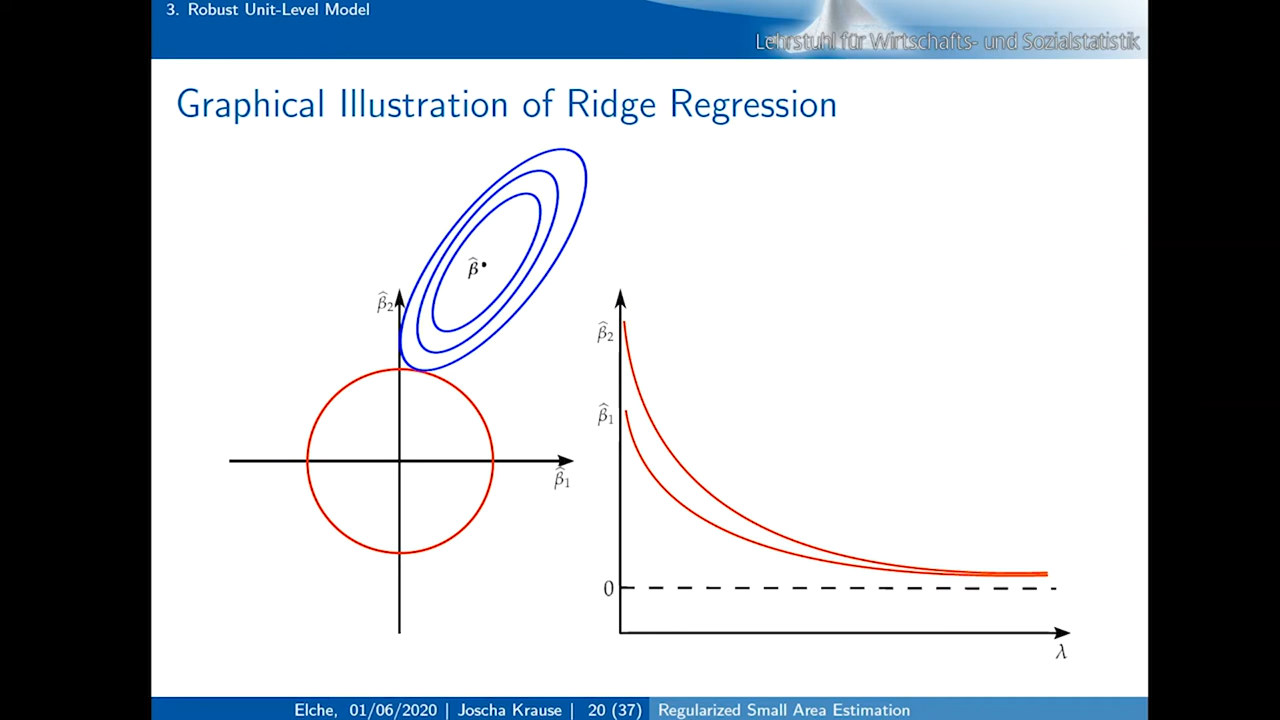 3. Robust Unit-Level Model
Lehrstuhl für Wirtschafts- und Sozialstatistik
Graphical Illustration of Ridge Regression
β̂
β̂₂
β̂₁
β̂₂
β̂₁
0
λ
Elche, 01/06/2020 | Joscha Krause | 20 (37) Regularized Small Area Estimation